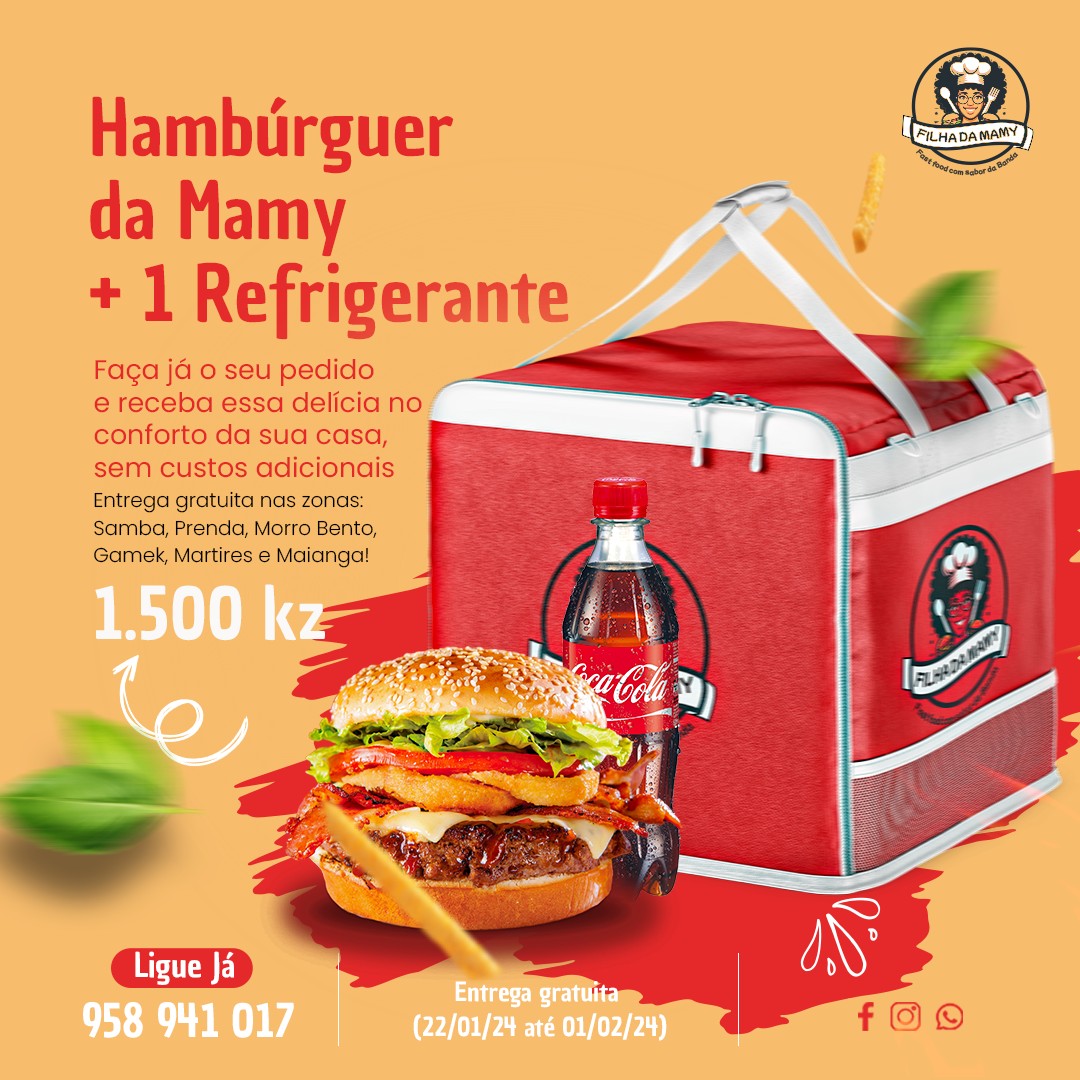 FILHA DA MAMY
Fast food com sabor da Banda
Hambúrguer
da Mamy
+ 1 Refrigerante
Faça já o seu pedido
e receba essa delícia no
conforto da sua casa,
sem custos adicionais
Entrega gratuita nas zonas:
Samba, Prenda, Morro Bento,
Gamek, Martires e Maianga!
1.500 kz
Coca-Cola
FILHA DA MAMY
Ligue Já
958 941 017
Entrega gratuita
(22/01/24 até 01/02/24)